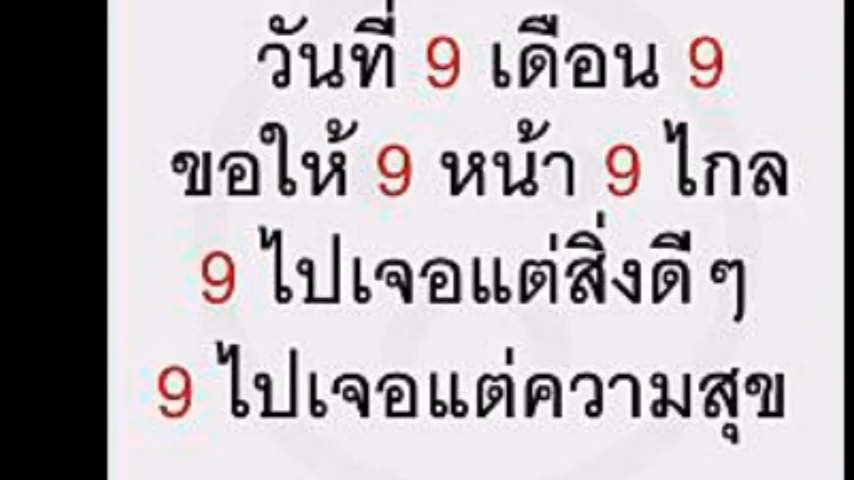 วันที่ 9 เดือน 9
ขอให้ 9 หน้า 9 ไกล
9 ไปเจอแต่สิ่งดี ๆ
9 ไปเจอแต่ความสุข